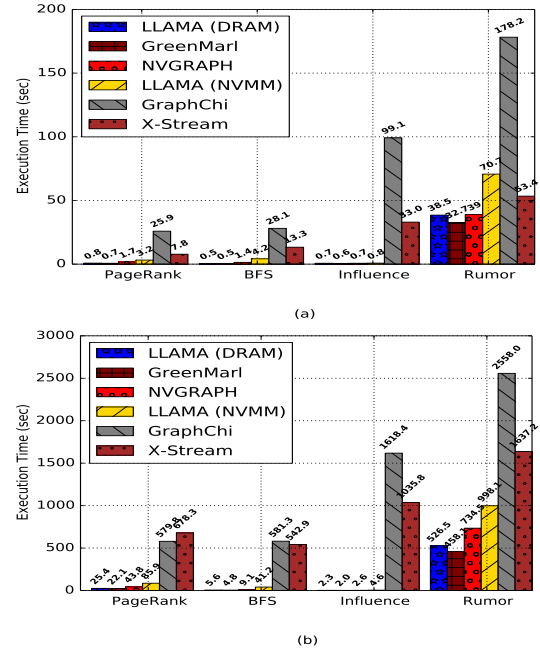 200
150
100
50
0
Execution Time (sec)
LLAMA (DRAM)
GreenMarl
NVGRAPH
LLAMA (NVMM)
GraphChi
X-Stream
0.8 0.7 1.7 3.2 25.9 7.8
0.5 0.5 1.4 4.2 28.1 13.3
0.7 0.6 0.7 0.8 99.1 33.0
38.5 32.7 39 70.7 178.2 53.4
PageRank BFS Influence Rumor
(a)
3000
2500
2000
1500
1000
500
0
Execution Time (sec)
LLAMA (DRAM)
GreenMarl
NVGRAPH
LLAMA (NVMM)
GraphChi
X-Stream
25.4 22.1 43.8 85.9 579.8 678.3
5.6 4.8 9.1 41.2 581.3 542.9
2.3 2.0 2.6 4.6 1618.4 1035.8
526.5 734.5 998.1 2558.0 1637.2
PageRank BFS Influence Rumor
(b)